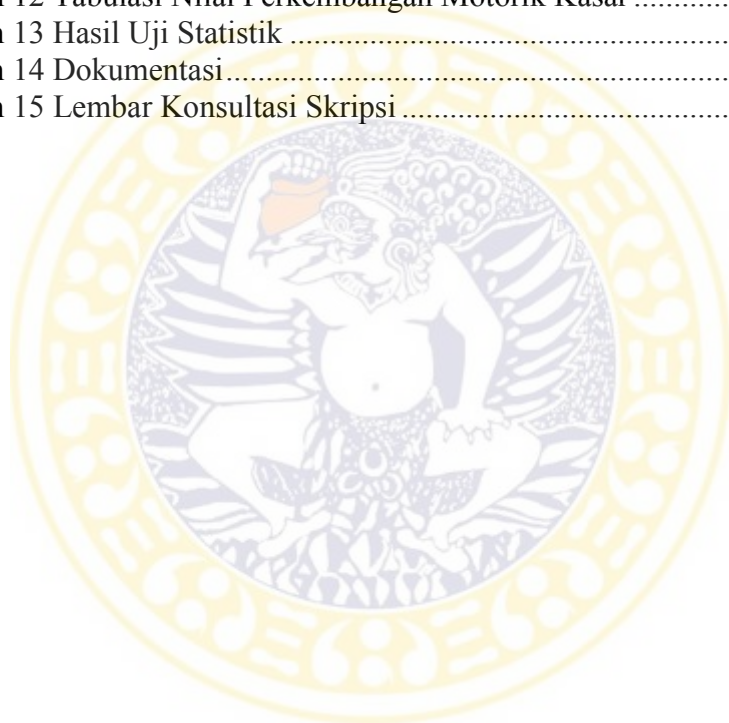 n 12 Tabulasi Nilai Perkembangan Motorik Kasar ............
n 13 Hasil Uji Statistik ......................................................
n 14 Dokumentasi..............................................................
n 15 Lembar Konsultasi Skripsi ........................................